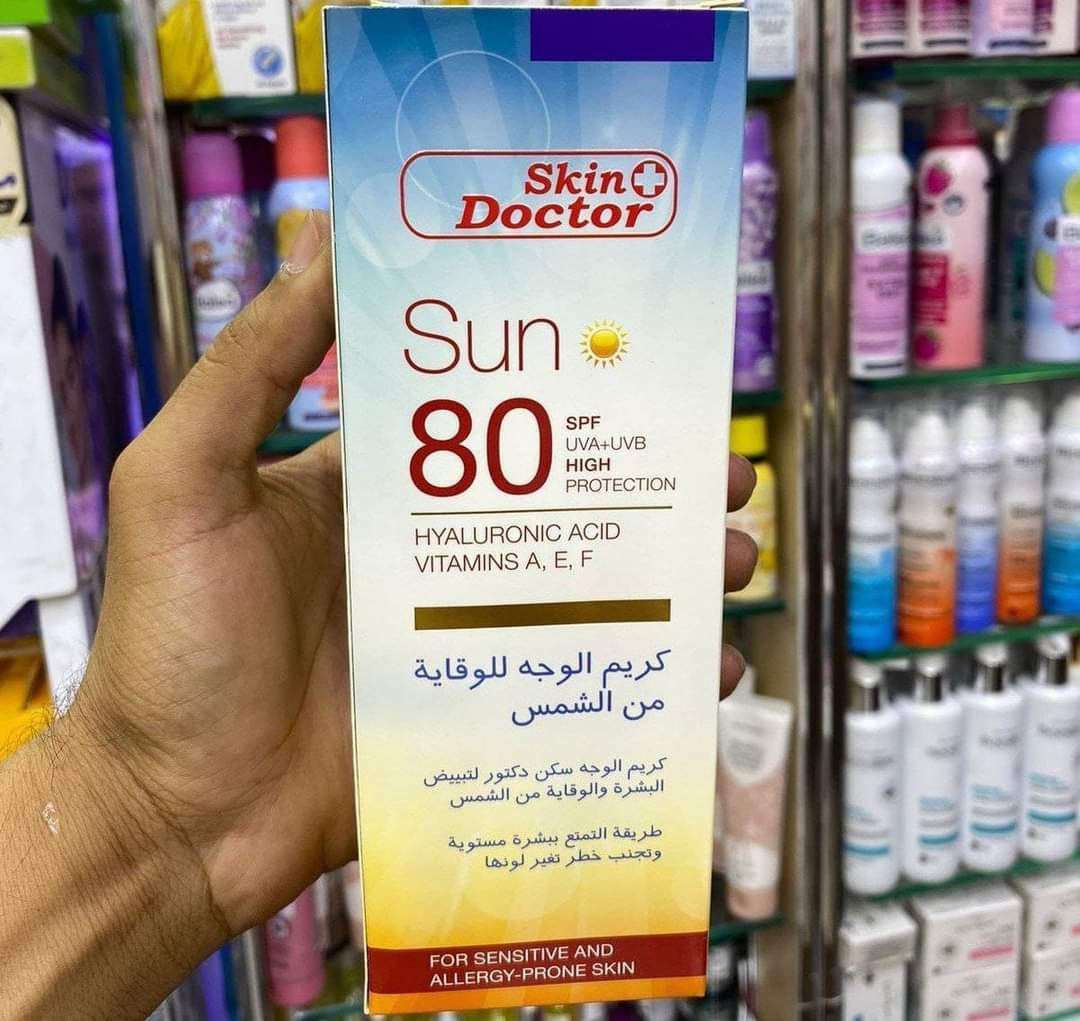 Skin
Doctor
Sun
80
SPF
UVA+UVB
HIGH
PROTECTION
HYALURONIC ACID
VITAMINS A, E, F
كريم الوجه للوقاية
من الشمس
كريم الوجه سكن دكتور لتبييض
البشرة والوقاية من الشمس
طريقة التمتع ببشرة مستوية
وتجنب خطر تغير لونها
FOR SENSITIVE AND
ALLERGY-PRONE SKIN